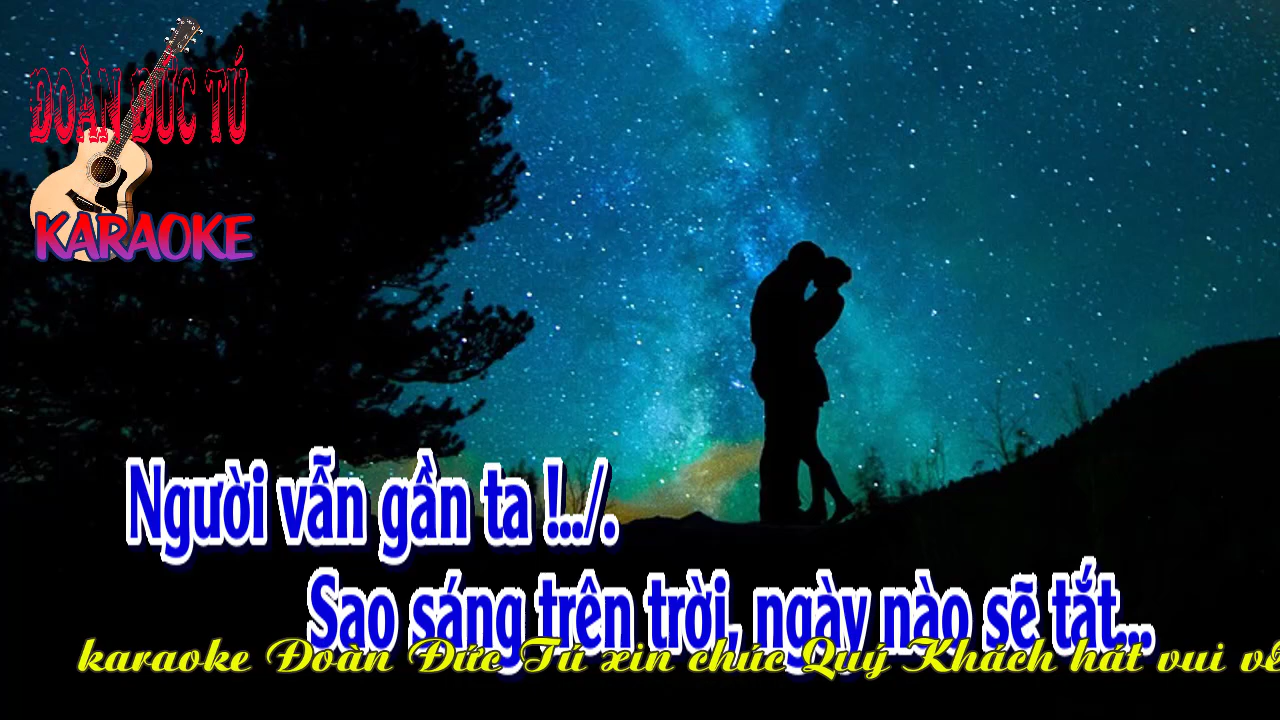 ĐOÀN ĐỨC TÚ
KARAOKE
Người vẫn gần ta !../.
Sao sáng trên trời, ngày nào sẽ tắt...
karaoke Đoàn Đức Tú xin chúc Quý Khách hát vui